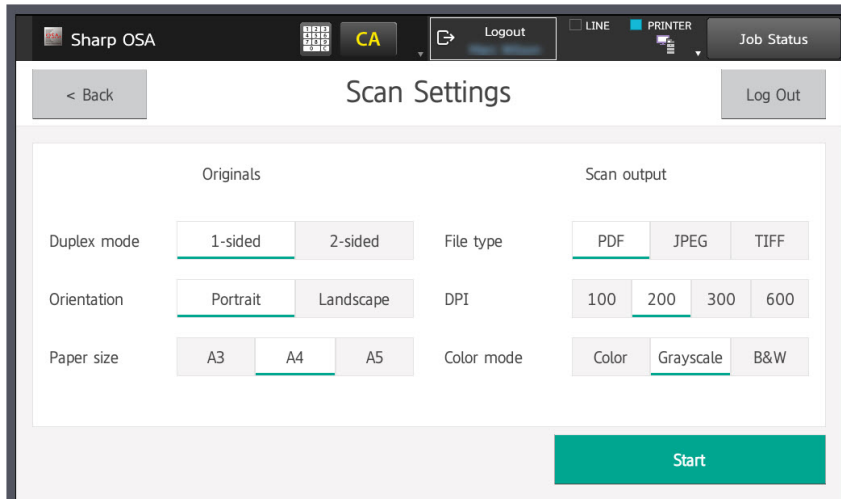 Sharp OSA
CA
Logout
LINE
PRINTER
Job Status
< Back
Scan Settings
Log Out
Originals
Scan output
Duplex mode 1-sided 2-sided File type PDF JPEG TIFF
Orientation Portrait Landscape DPI 100 200 300 600
Paper size A3 A4 A5 Color mode Color Grayscale B&W
Start